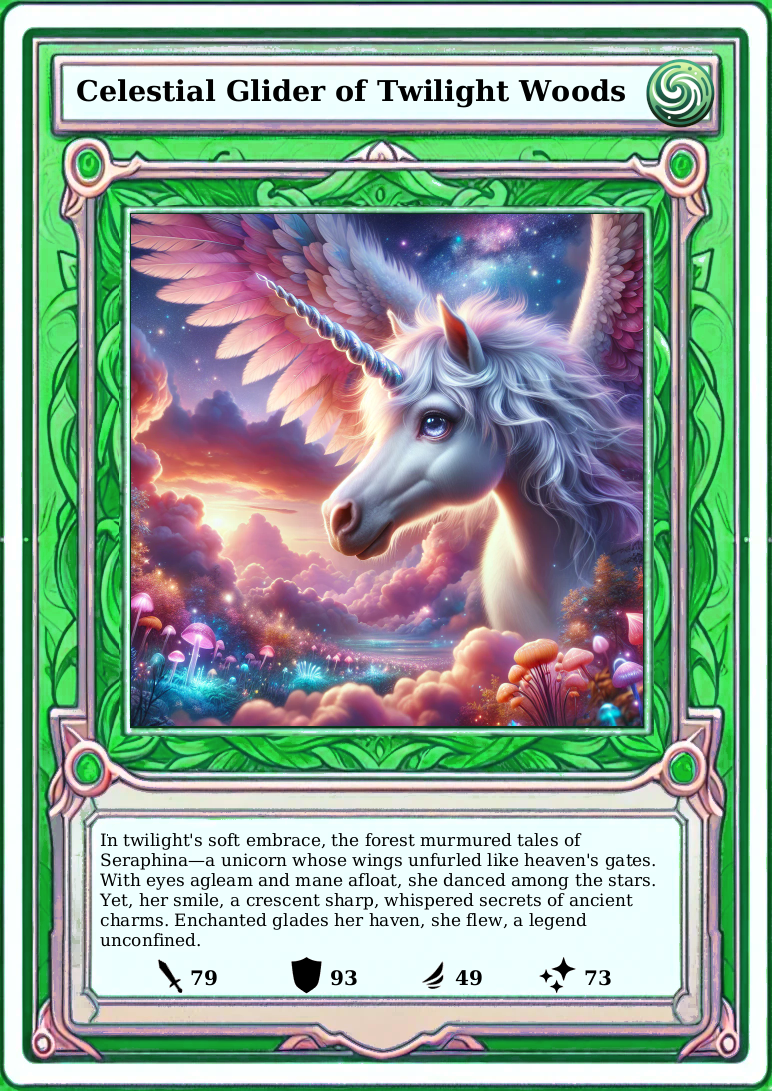 Celestial Glider of Twilight Woods
In twilight's soft embrace, the forest murmured tales of
Seraphina—a unicorn whose wings unfurled like heaven's gates.
With eyes agleam and mane afloat, she danced among the stars.
Yet, her smile, a crescent sharp, whispered secrets of ancient
charms. Enchanted glades her haven, she flew, a legend
unconfined.
79 93 49 73